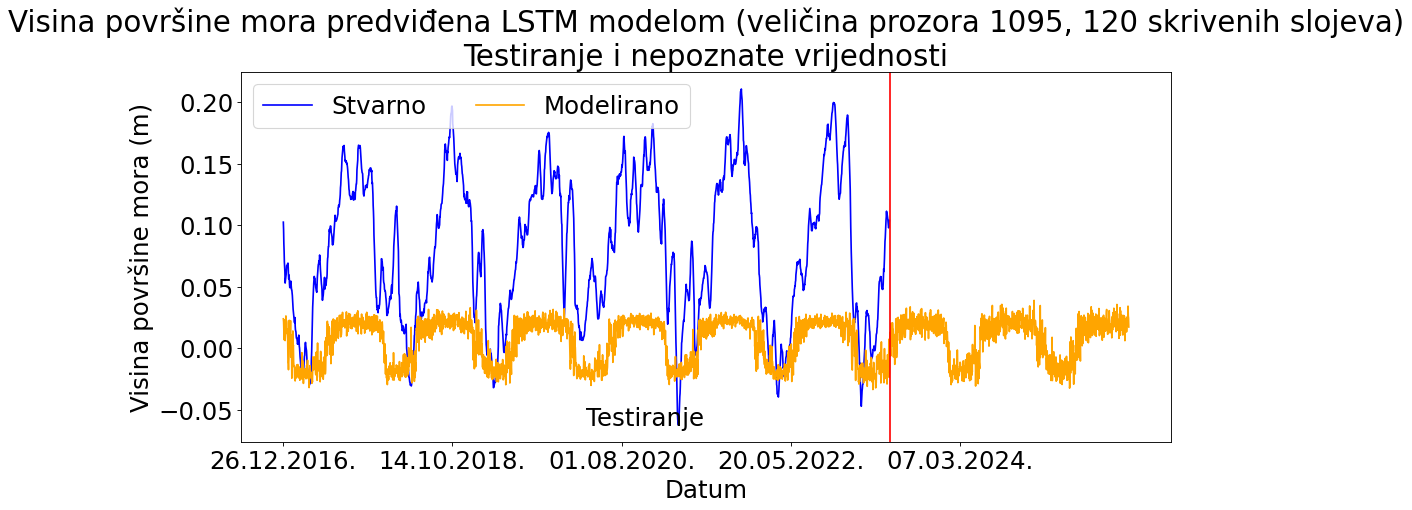 Visina površine mora predviđena LSTM modelom (veličina prozora 1095, 120 skrivenih slojeva)
Testiranje i nepoznate vrijednosti
Stvarno Modelirano
Visina površine mora (m)
0.20
0.15
0.10
0.05
0.00
−0.05
Testiranje
26.12.2016. 14.10.2018. 01.08.2020. 20.05.2022. 07.03.2024.
Datum